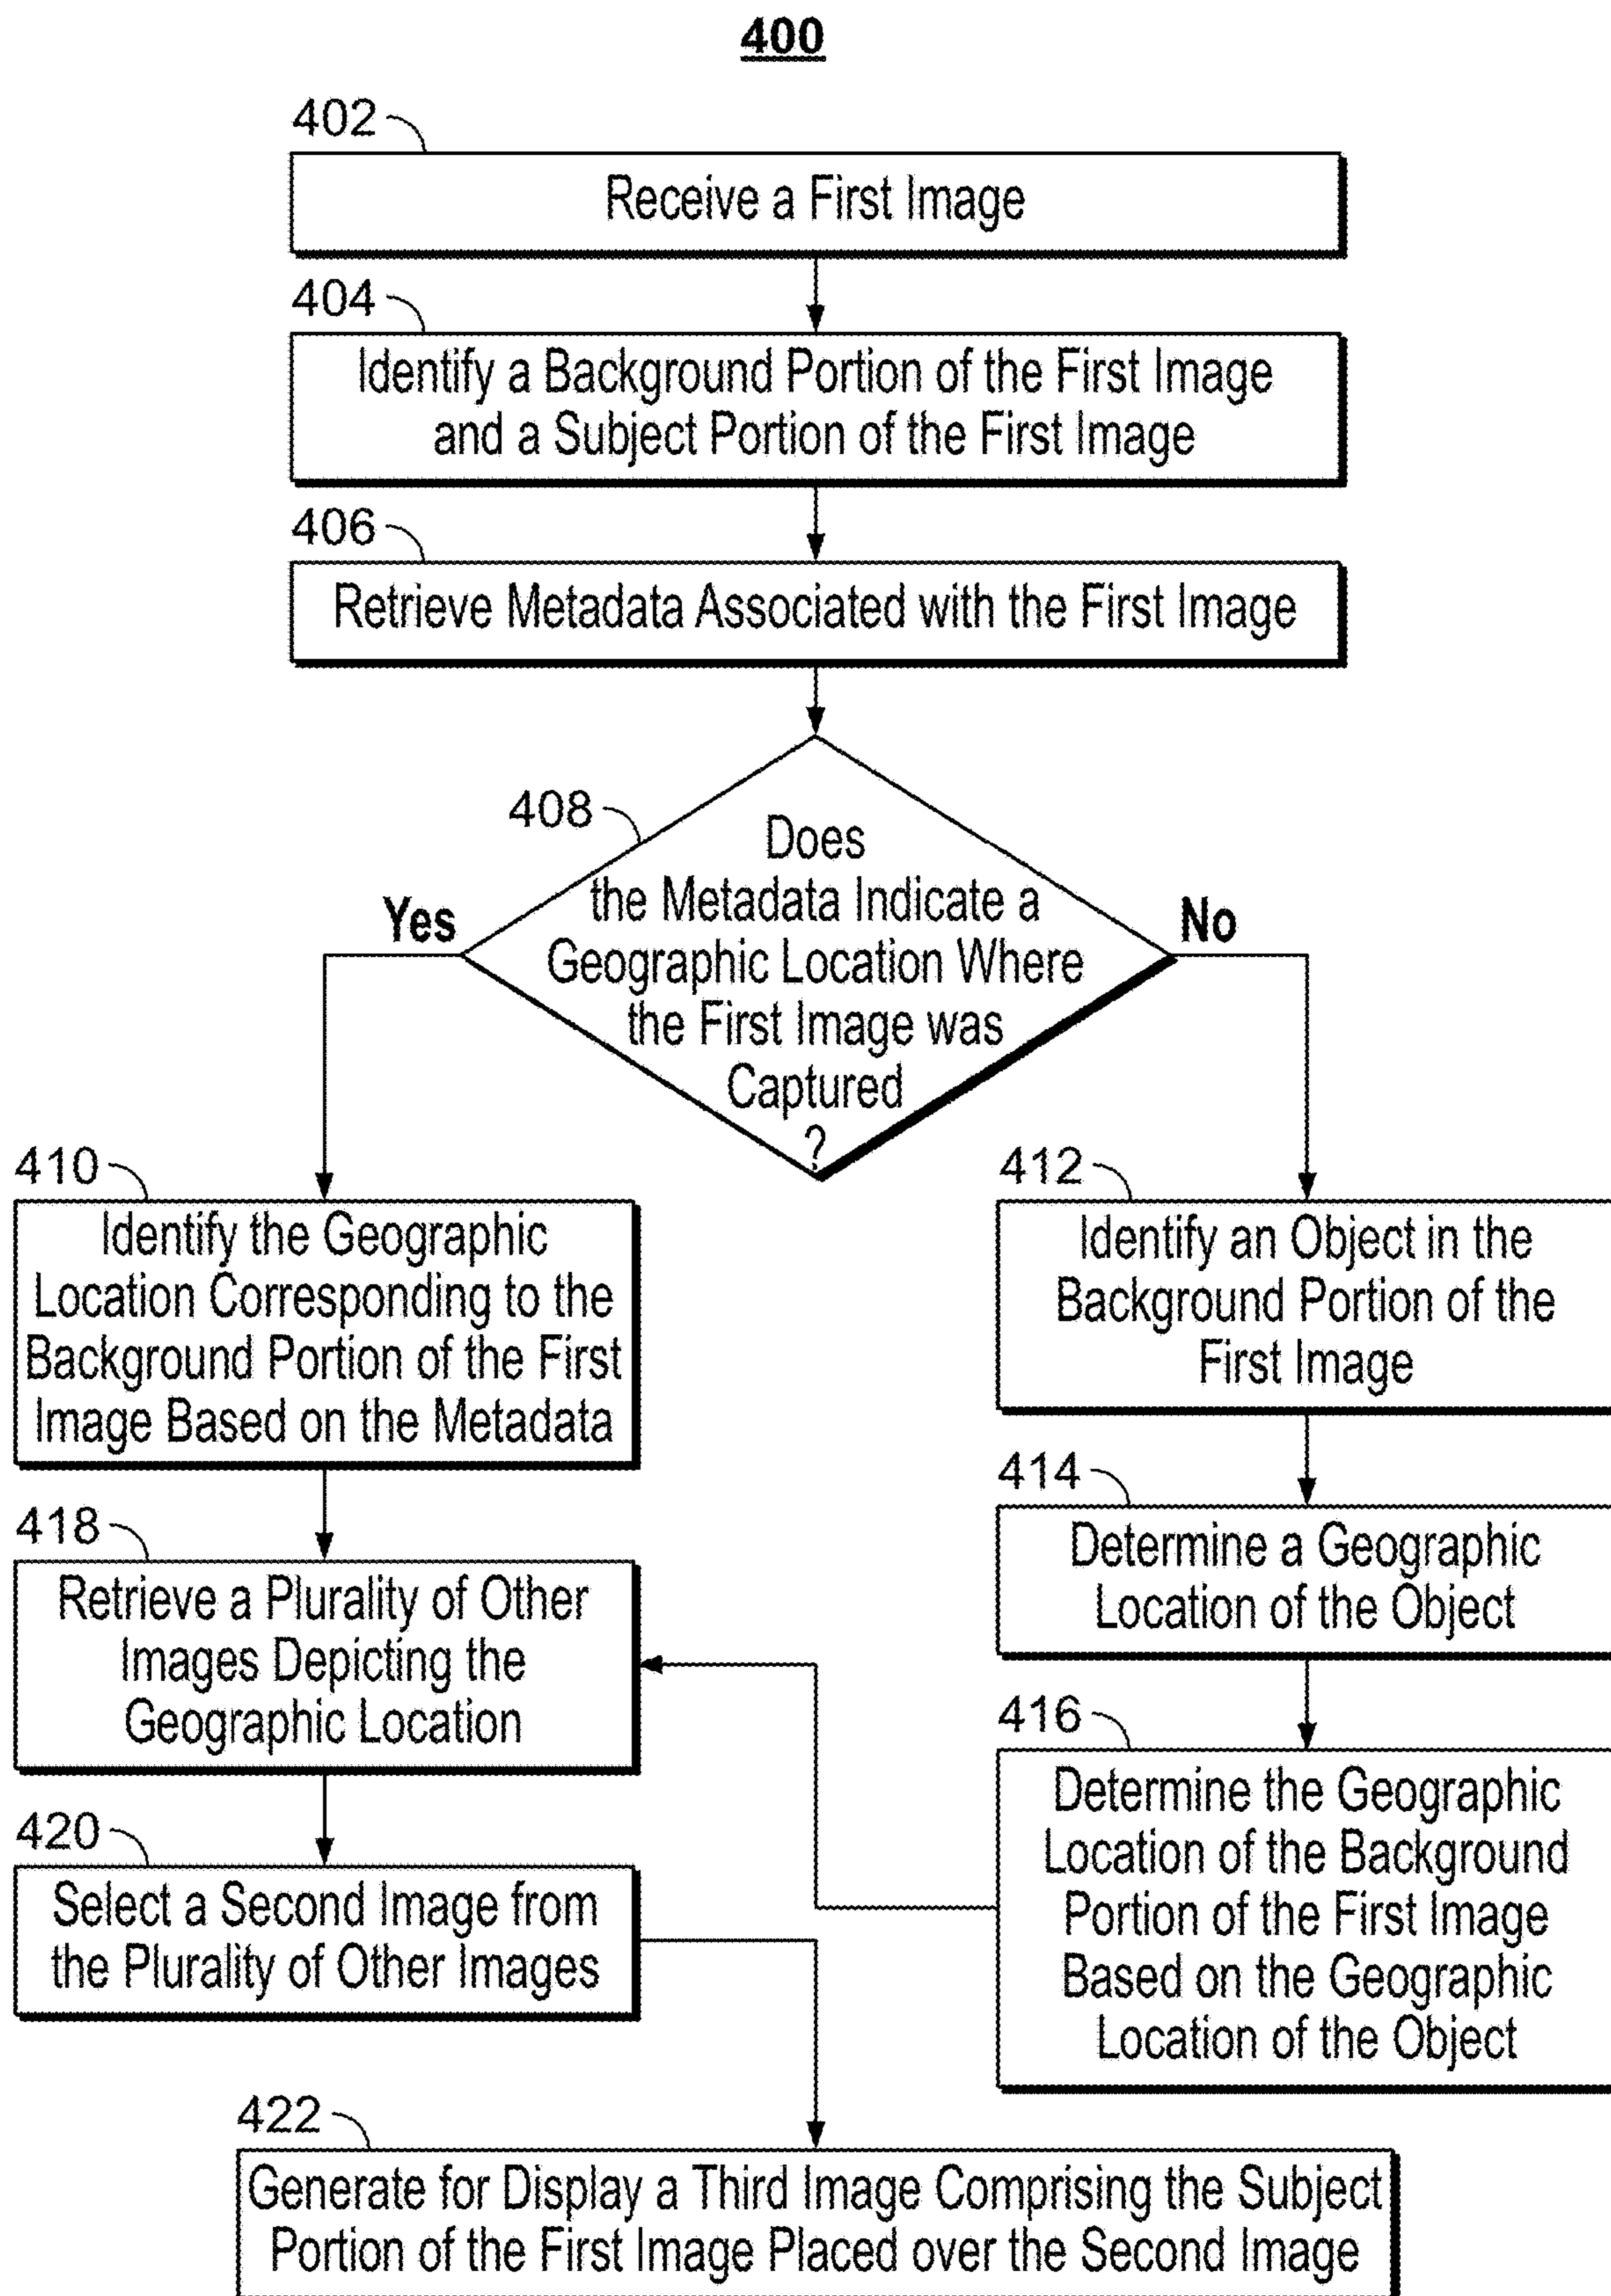 400
402
Receive a First Image
404
Identify a Background Portion of the First Image
and a Subject Portion of the First Image
406
Retrieve Metadata Associated with the First Image
408
Does
the Metadata Indicate a
Geographic Location Where
the First Image was
Captured
?
Yes
No
410
Identify the Geographic
Location Corresponding to the
Background Portion of the First
Image Based on the Metadata
412
Identify an Object in the
Background Portion of the
First Image
414
Determine a Geographic
Location of the Object
416
Determine the Geographic
Location of the Background
Portion of the First Image
Based on the Geographic
Location of the Object
418
Retrieve a Plurality of Other
Images Depicting the
Geographic Location
420
Select a Second Image from
the Plurality of Other Images
422
Generate for Display a Third Image Comprising the Subject
Portion of the First Image Placed over the Second Image